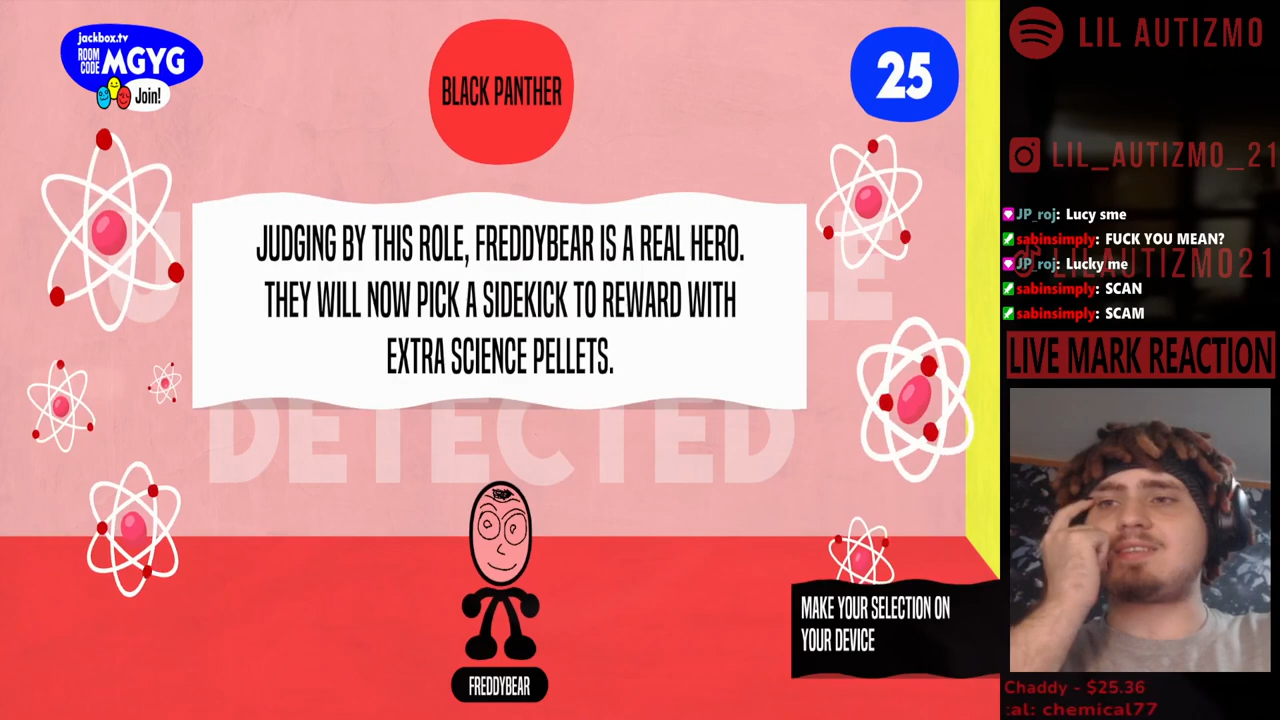 jackbox.tv
ROOM
CODE
MGYG
Join!
BLACK PANTHER
25
JUDGING BY THIS ROLE, FREDDYBEAR IS A REAL HERO.
THEY WILL NOW PICK A SIDEKICK TO REWARD WITH
EXTRA SCIENCE PELLETS.
DETECTED
FREDDYBEAR
MAKE YOUR SELECTION ON
YOUR DEVICE
LIL AUTIZMO
LIL_AUTIZMO_21
JP_roj: Lucy sme
sabinsimply: FUCK YOU MEAN?
LILAUTIZMO21
JP_roj: Lucky me
sabinsimply: SCAN
sabinsimply: SCAM
LIVE MARK REACTION
Chaddy - $25.36
al: chemical77